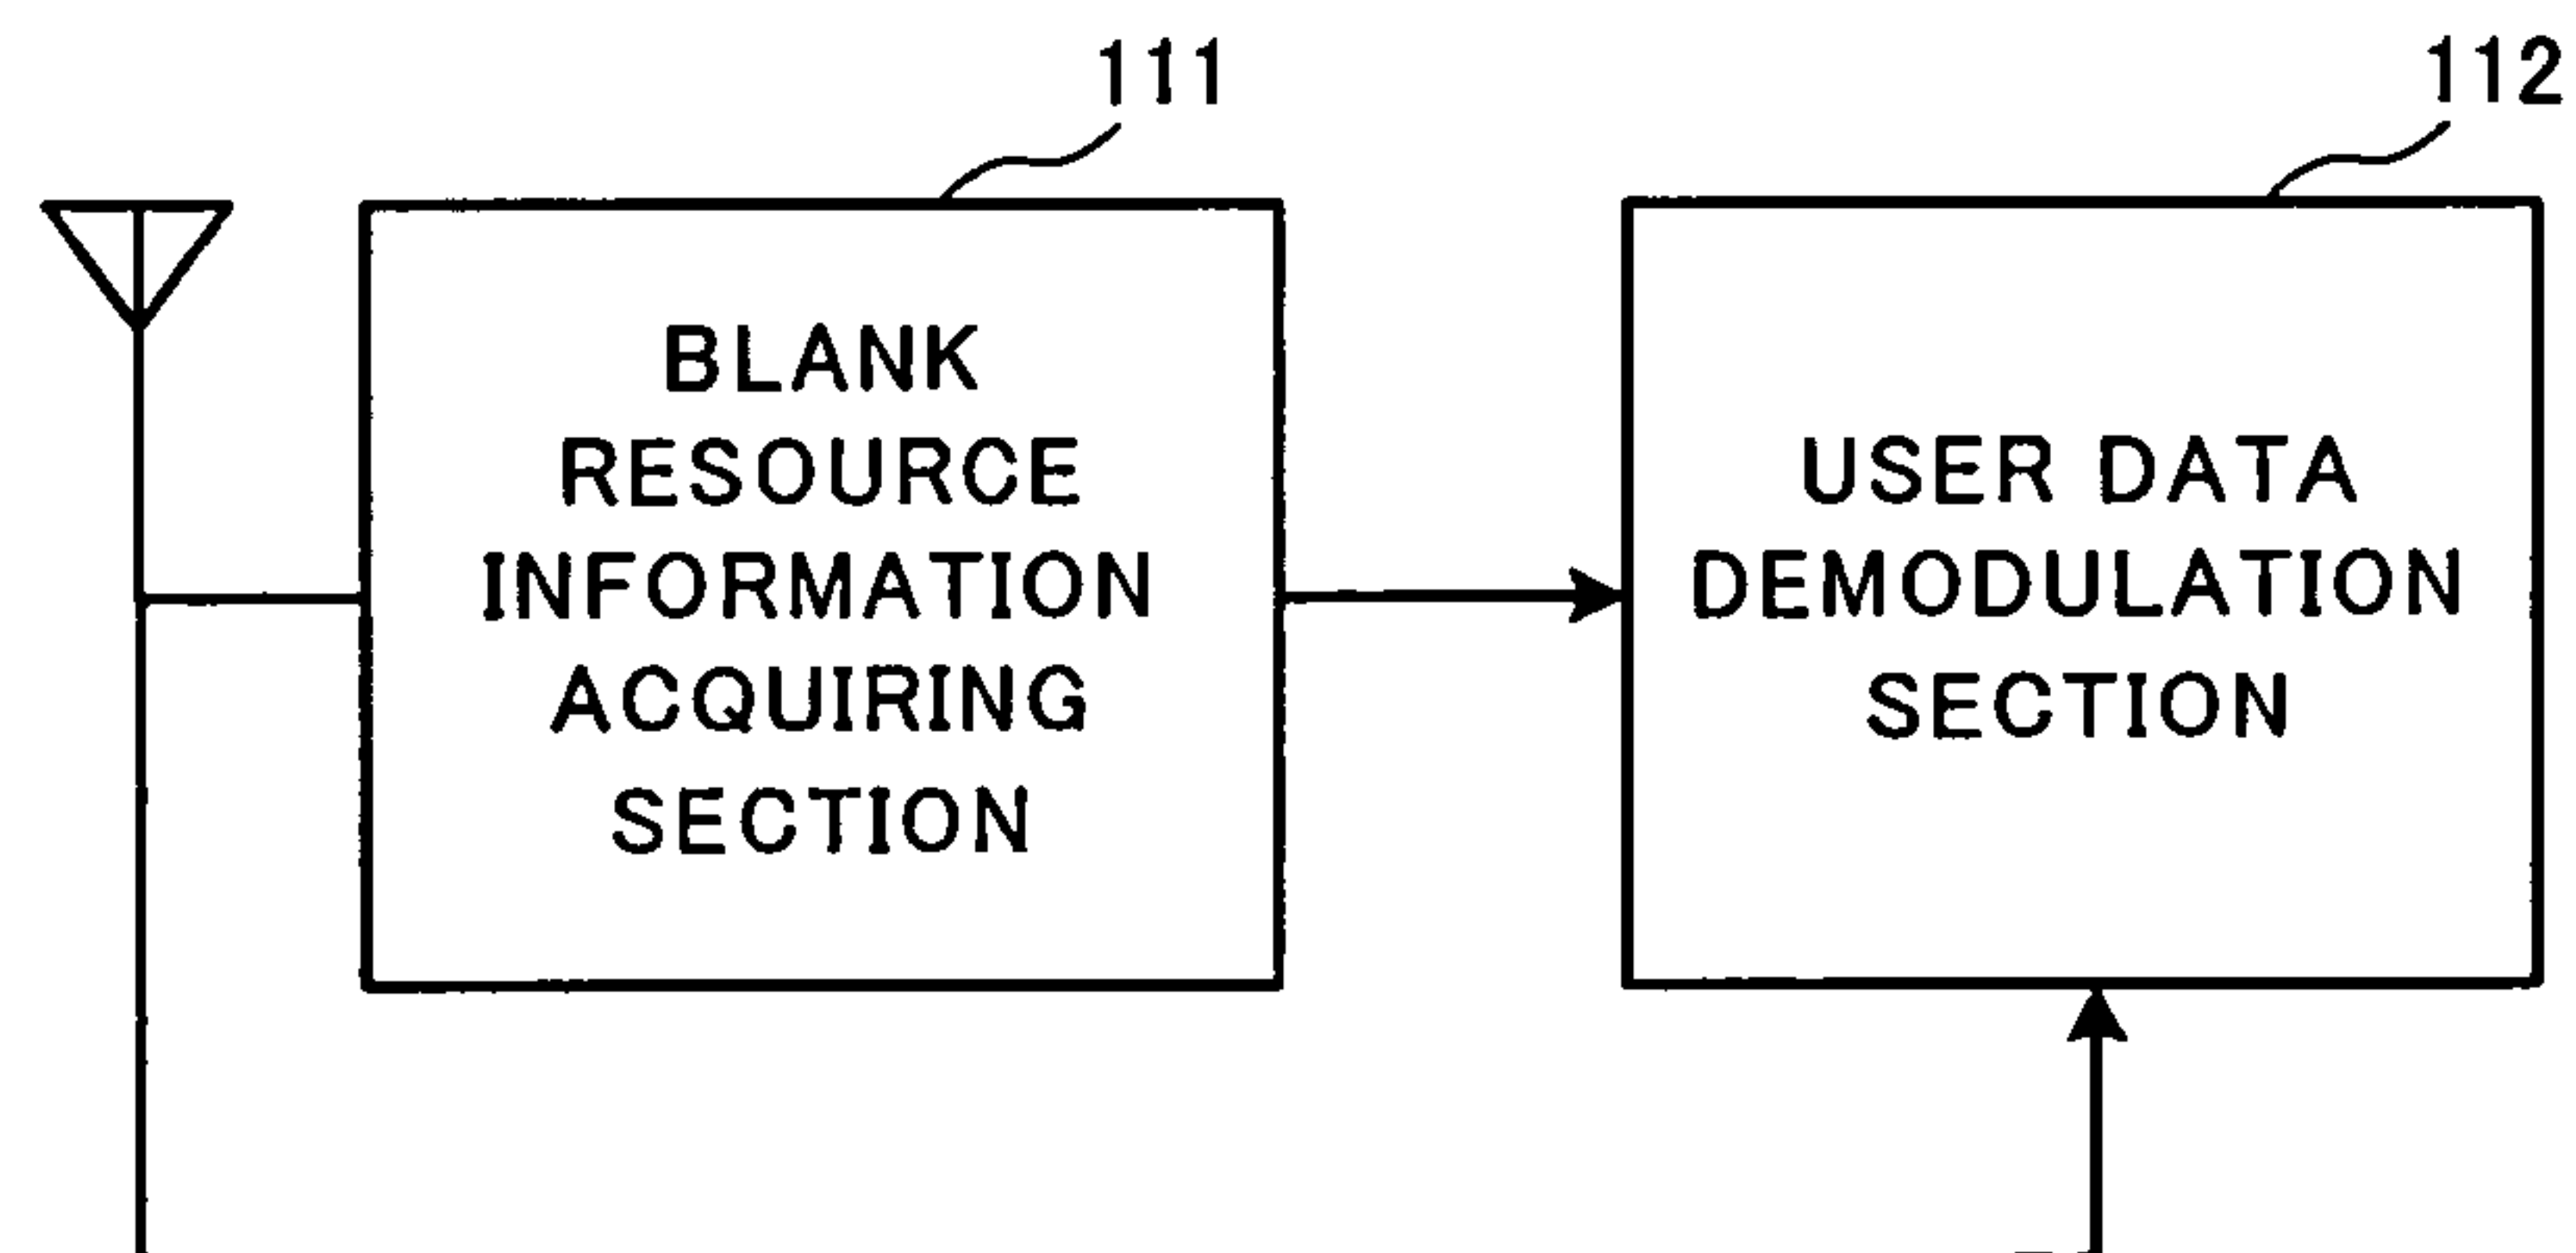 111
112
BLANK
RESOURCE
INFORMATION
ACQUIRING
SECTION
USER DATA
DEMODULATION
SECTION